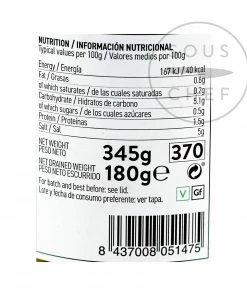 SOUS
CHEF
NUTRITION / INFORMACIÓN NUTRICIONAL
Typical values per 100g / Valores medios por 100g
Energy / Energía 167 kJ / 40 kcal
Fat / Grasas 0.6g
of which saturates / de las cuales saturadas 0.2g
Carbohydrate / Hidratos de carbono 5.1g
of which sugars / de los cuales azúcares 0.5g
Protein / Proteínas 1.5g
Salt / Sal 5g
NET WEIGHT
PESO NETO 345g 370
NET DRAINED WEIGHT
PESO NETO ESCURRIDO 180g e
For batch and best before: see lid.
Lote y fecha de consumo preferente: ver tapa.
V GF
8 437008 051475